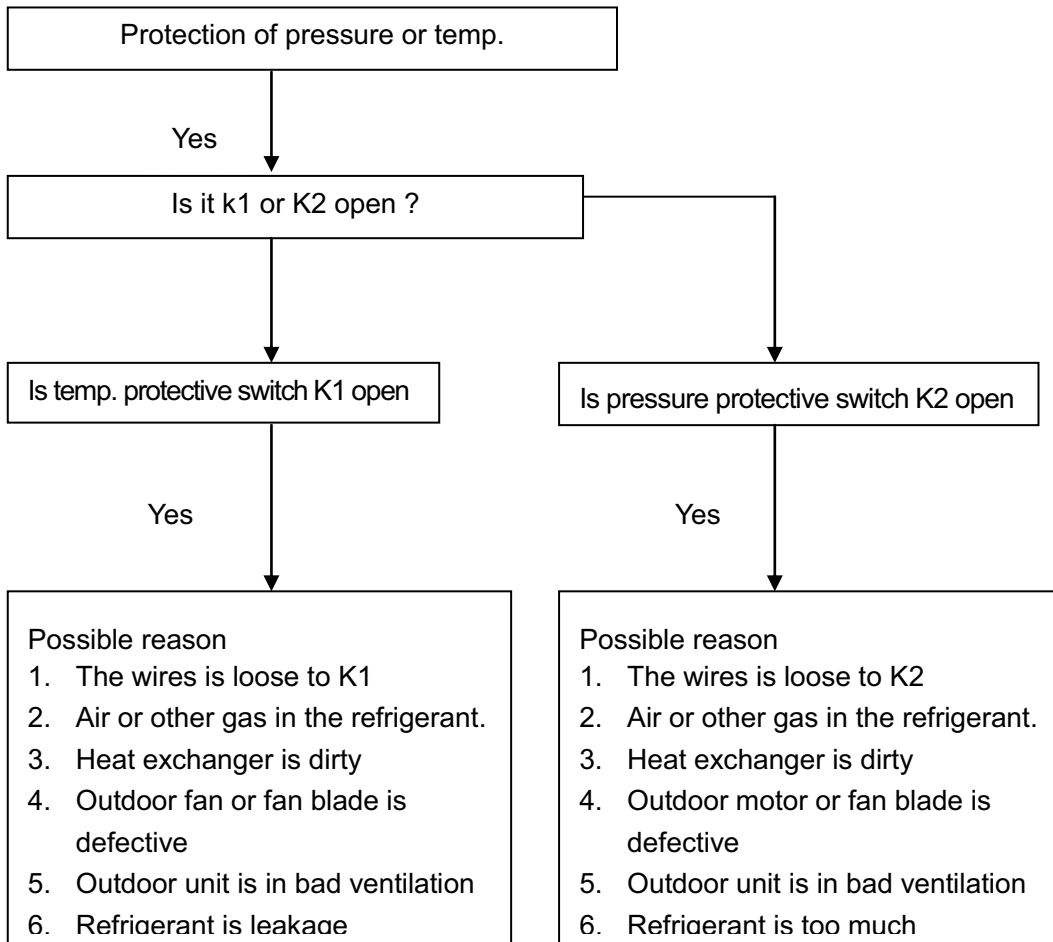 Protection of pressure or temp.
Yes
Is it k1 or K2 open ?
Is temp. protective switch K1 open
Is pressure protective switch K2 open
Yes
Yes
Possible reason
1. The wires is loose to K1
2. Air or other gas in the refrigerant.
3. Heat exchanger is dirty
4. Outdoor fan or fan blade is
defective
5. Outdoor unit is in bad ventilation
6. Refrigerant is leakage
Possible reason
1. The wires is loose to K2
2. Air or other gas in the refrigerant.
3. Heat exchanger is dirty
4. Outdoor motor or fan blade is
defective
5. Outdoor unit is in bad ventilation
6. Refrigerant is too much